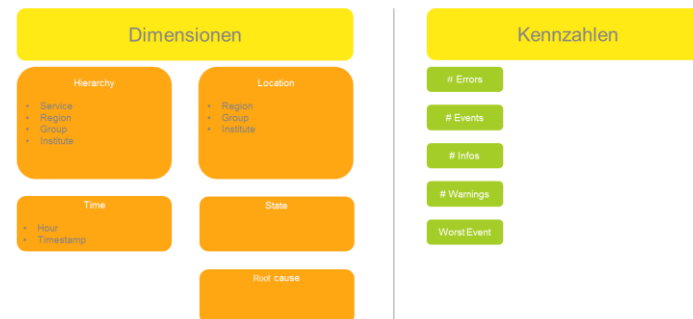 Dimensionen
Hierarchy
• Service
• Region
• Group
• Institute
Location
• Region
• Group
• Institute
Time
• Hour
• Timestamp
State
Root cause
Kennzahlen
# Errors
# Events
# Infos
# Warnings
Worst Event